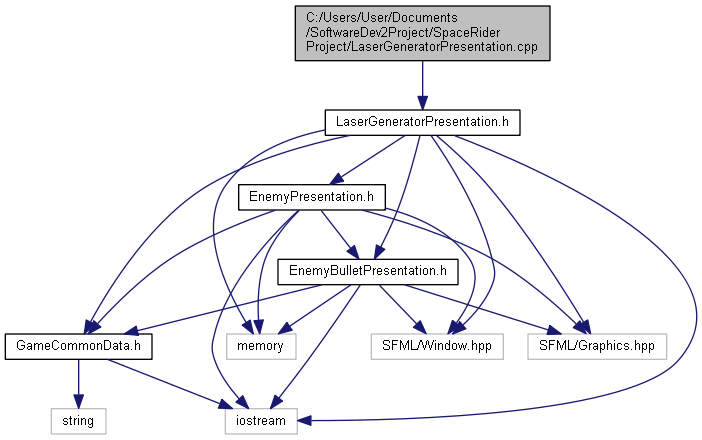 C:/Users/User/Documents
/SoftwareDev2Project/SpaceRider
Project/LaserGeneratorPresentation.cpp
LaserGeneratorPresentation.h
EnemyPresentation.h
EnemyBulletPresentation.h
GameCommonData.h
memory
SFML/Window.hpp
SFML/Graphics.hpp
string
iostream